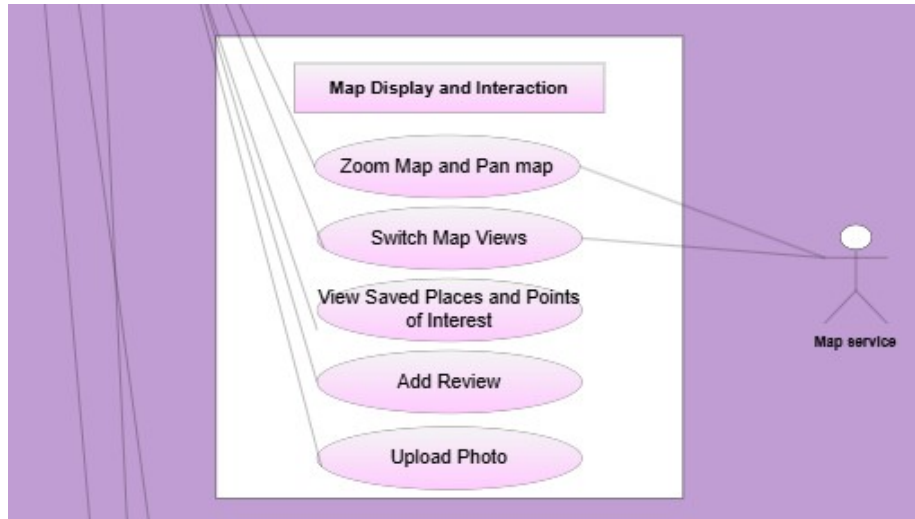 Map Display and Interaction
Zoom Map and Pan map
Switch Map Views
View Saved Places and Points
of Interest
Add Review
Upload Photo
Map service